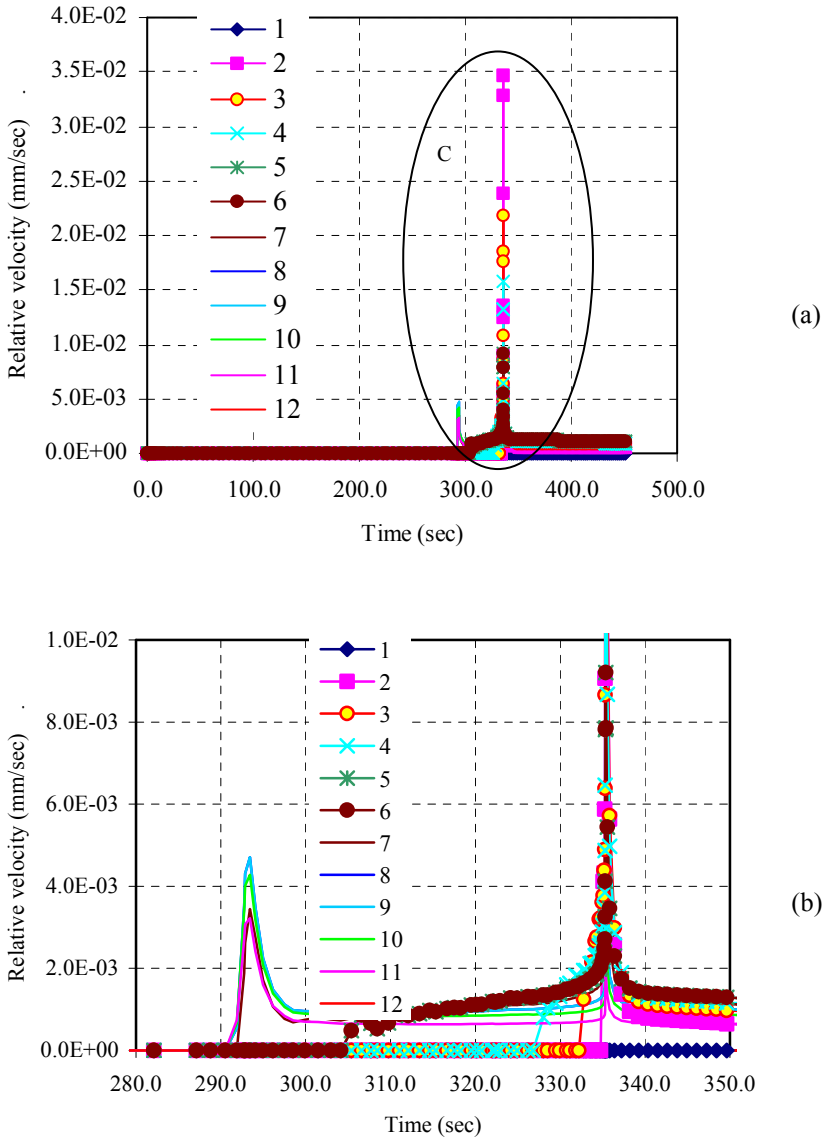 4.0E-02
3.5E-02
3.0E-02
2.5E-02
2.0E-02
1.5E-02
1.0E-02
5.0E-03
0.0E+00
Relative velocity (mm/sec) .
1
2
3
4
5
6
7
8
9
10
11
12
C
(a)
0.0 100.0 200.0 300.0 400.0 500.0
Time (sec)
1.0E-02
8.0E-03
6.0E-03
4.0E-03
2.0E-03
0.0E+00
Relative velocity (mm/sec) .
1
2
3
4
5
6
7
8
9
10
11
12
(b)
280.0 290.0 300.0 310.0 320.0 330.0 340.0 350.0
Time (sec)